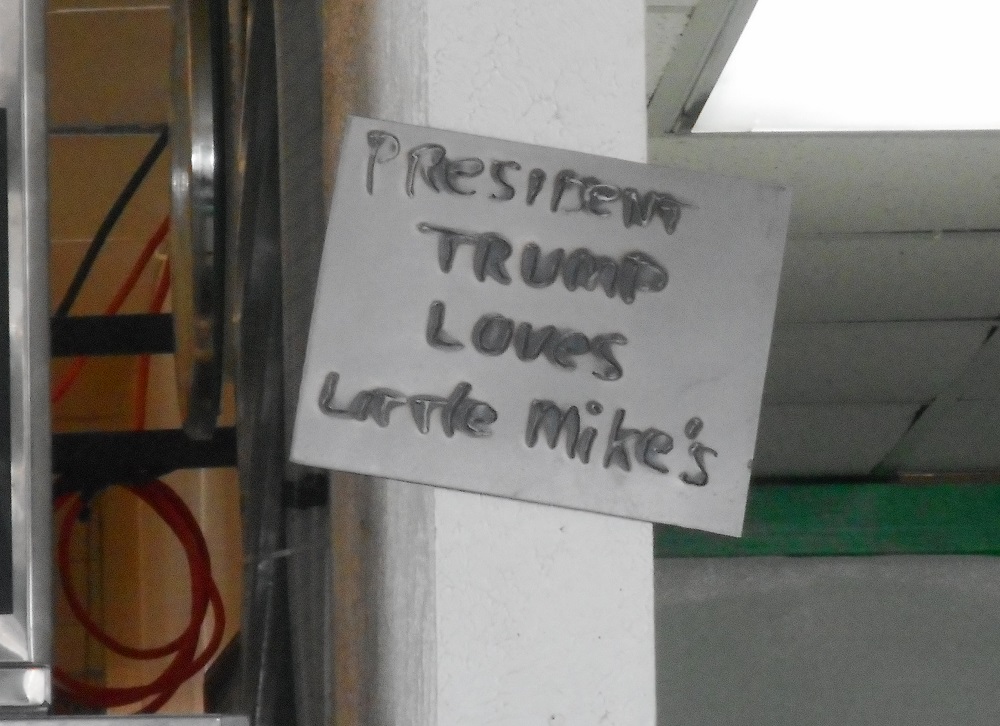 PRESIDENT
TRUMP
LOVES
LITTLE Mike's